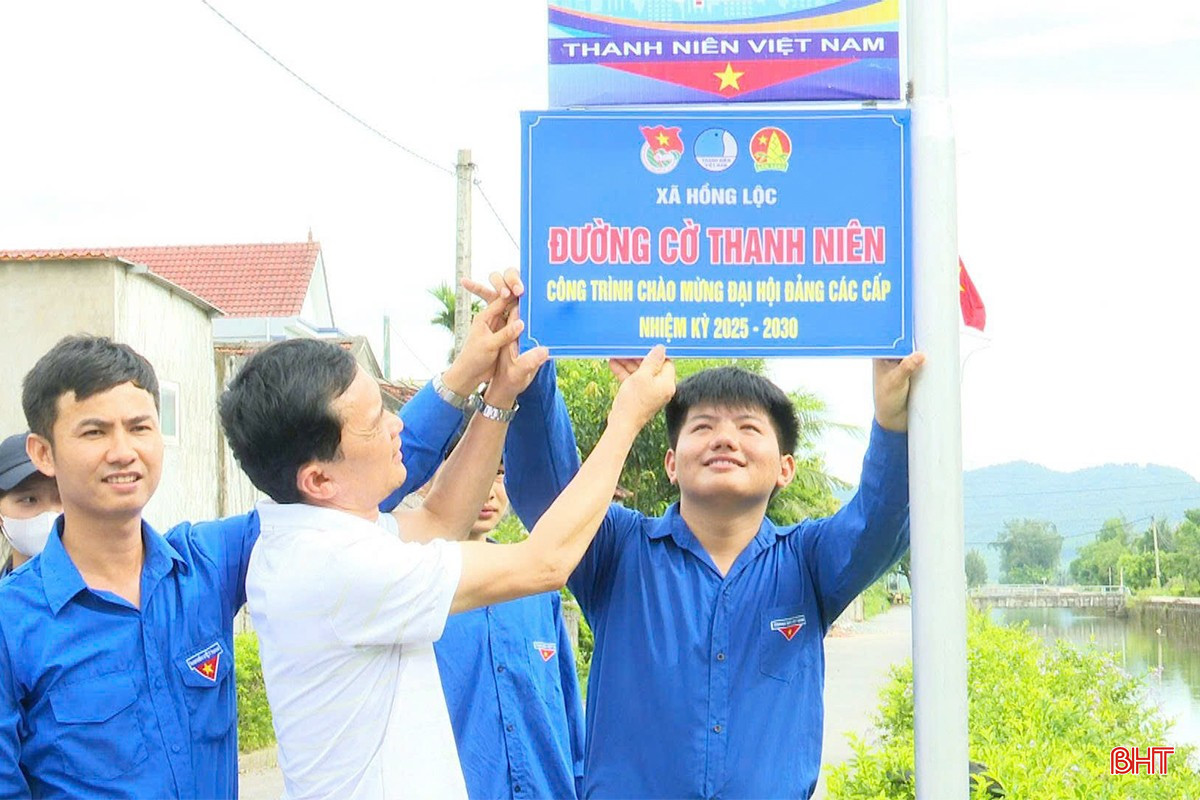 THANH NIÊN VIỆT NAM
XÃ HỒNG LỘC
ĐƯỜNG CỜ THANH NIÊN
CÔNG TRÌNH CHÀO MỪNG ĐẠI HỘI ĐẢNG CÁC CẤP
NHIỆM KỲ 2025 - 2030
BHT